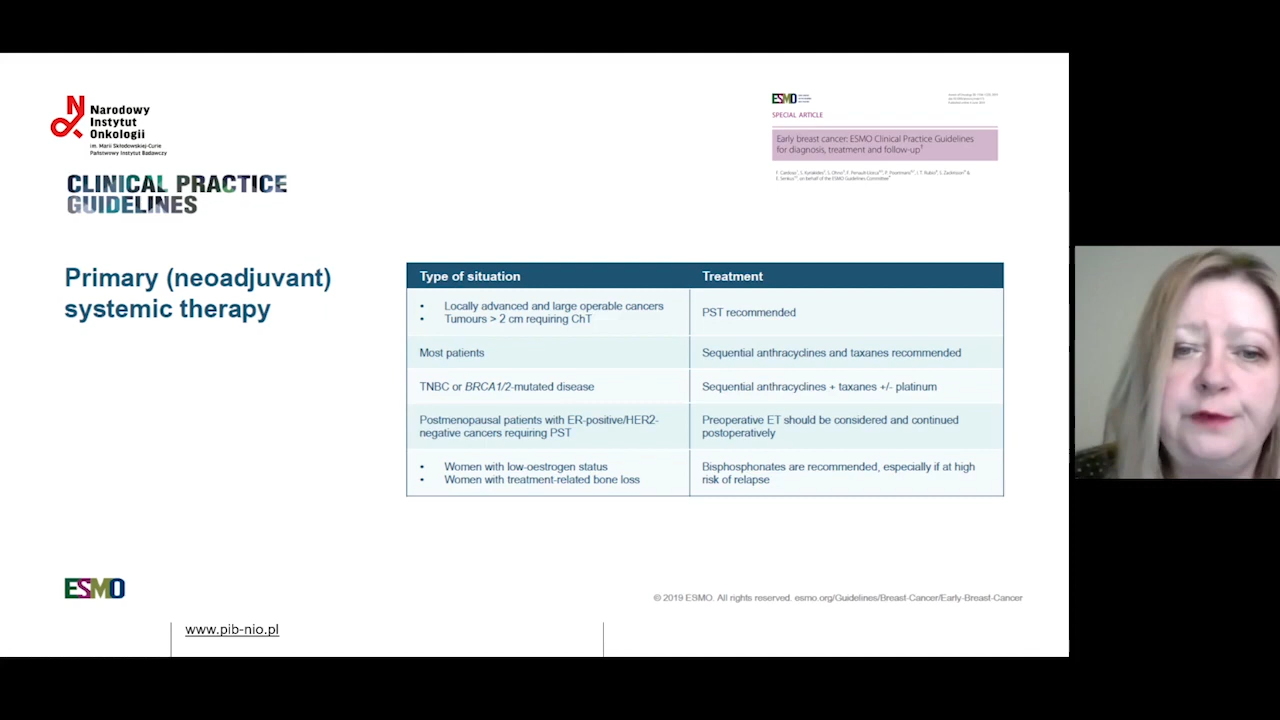 Narodowy
Instytut
Onkologii
im. Marii Skłodowskiej-Curie
Państwowy Instytut Badawczy
CLINICAL PRACTICE
GUIDELINES
ESMO
SPECIAL ARTICLE
Early breast cancer: ESMO Clinical Practice Guidelines
for diagnosis, treatment and follow-up†
Primary (neoadjuvant)
systemic therapy
Type of situation Treatment
• Locally advanced and large operable cancers
• Tumours > 2 cm requiring ChT
PST recommended
Most patients Sequential anthracyclines and taxanes recommended
TNBC or BRCA1/2-mutated disease Sequential anthracyclines + taxanes +/- platinum
Postmenopausal patients with ER-positive/HER2-
negative cancers requiring PST
Preoperative ET should be considered and continued
postoperatively
• Women with low-oestrogen status
• Women with treatment-related bone loss
Bisphosphonates are recommended, especially if at high
risk of relapse
ESMO
© 2019 ESMO. All rights reserved. esmo.org/Guidelines/Breast-Cancer/Early-Breast-Cancer
www.pib-nio.pl